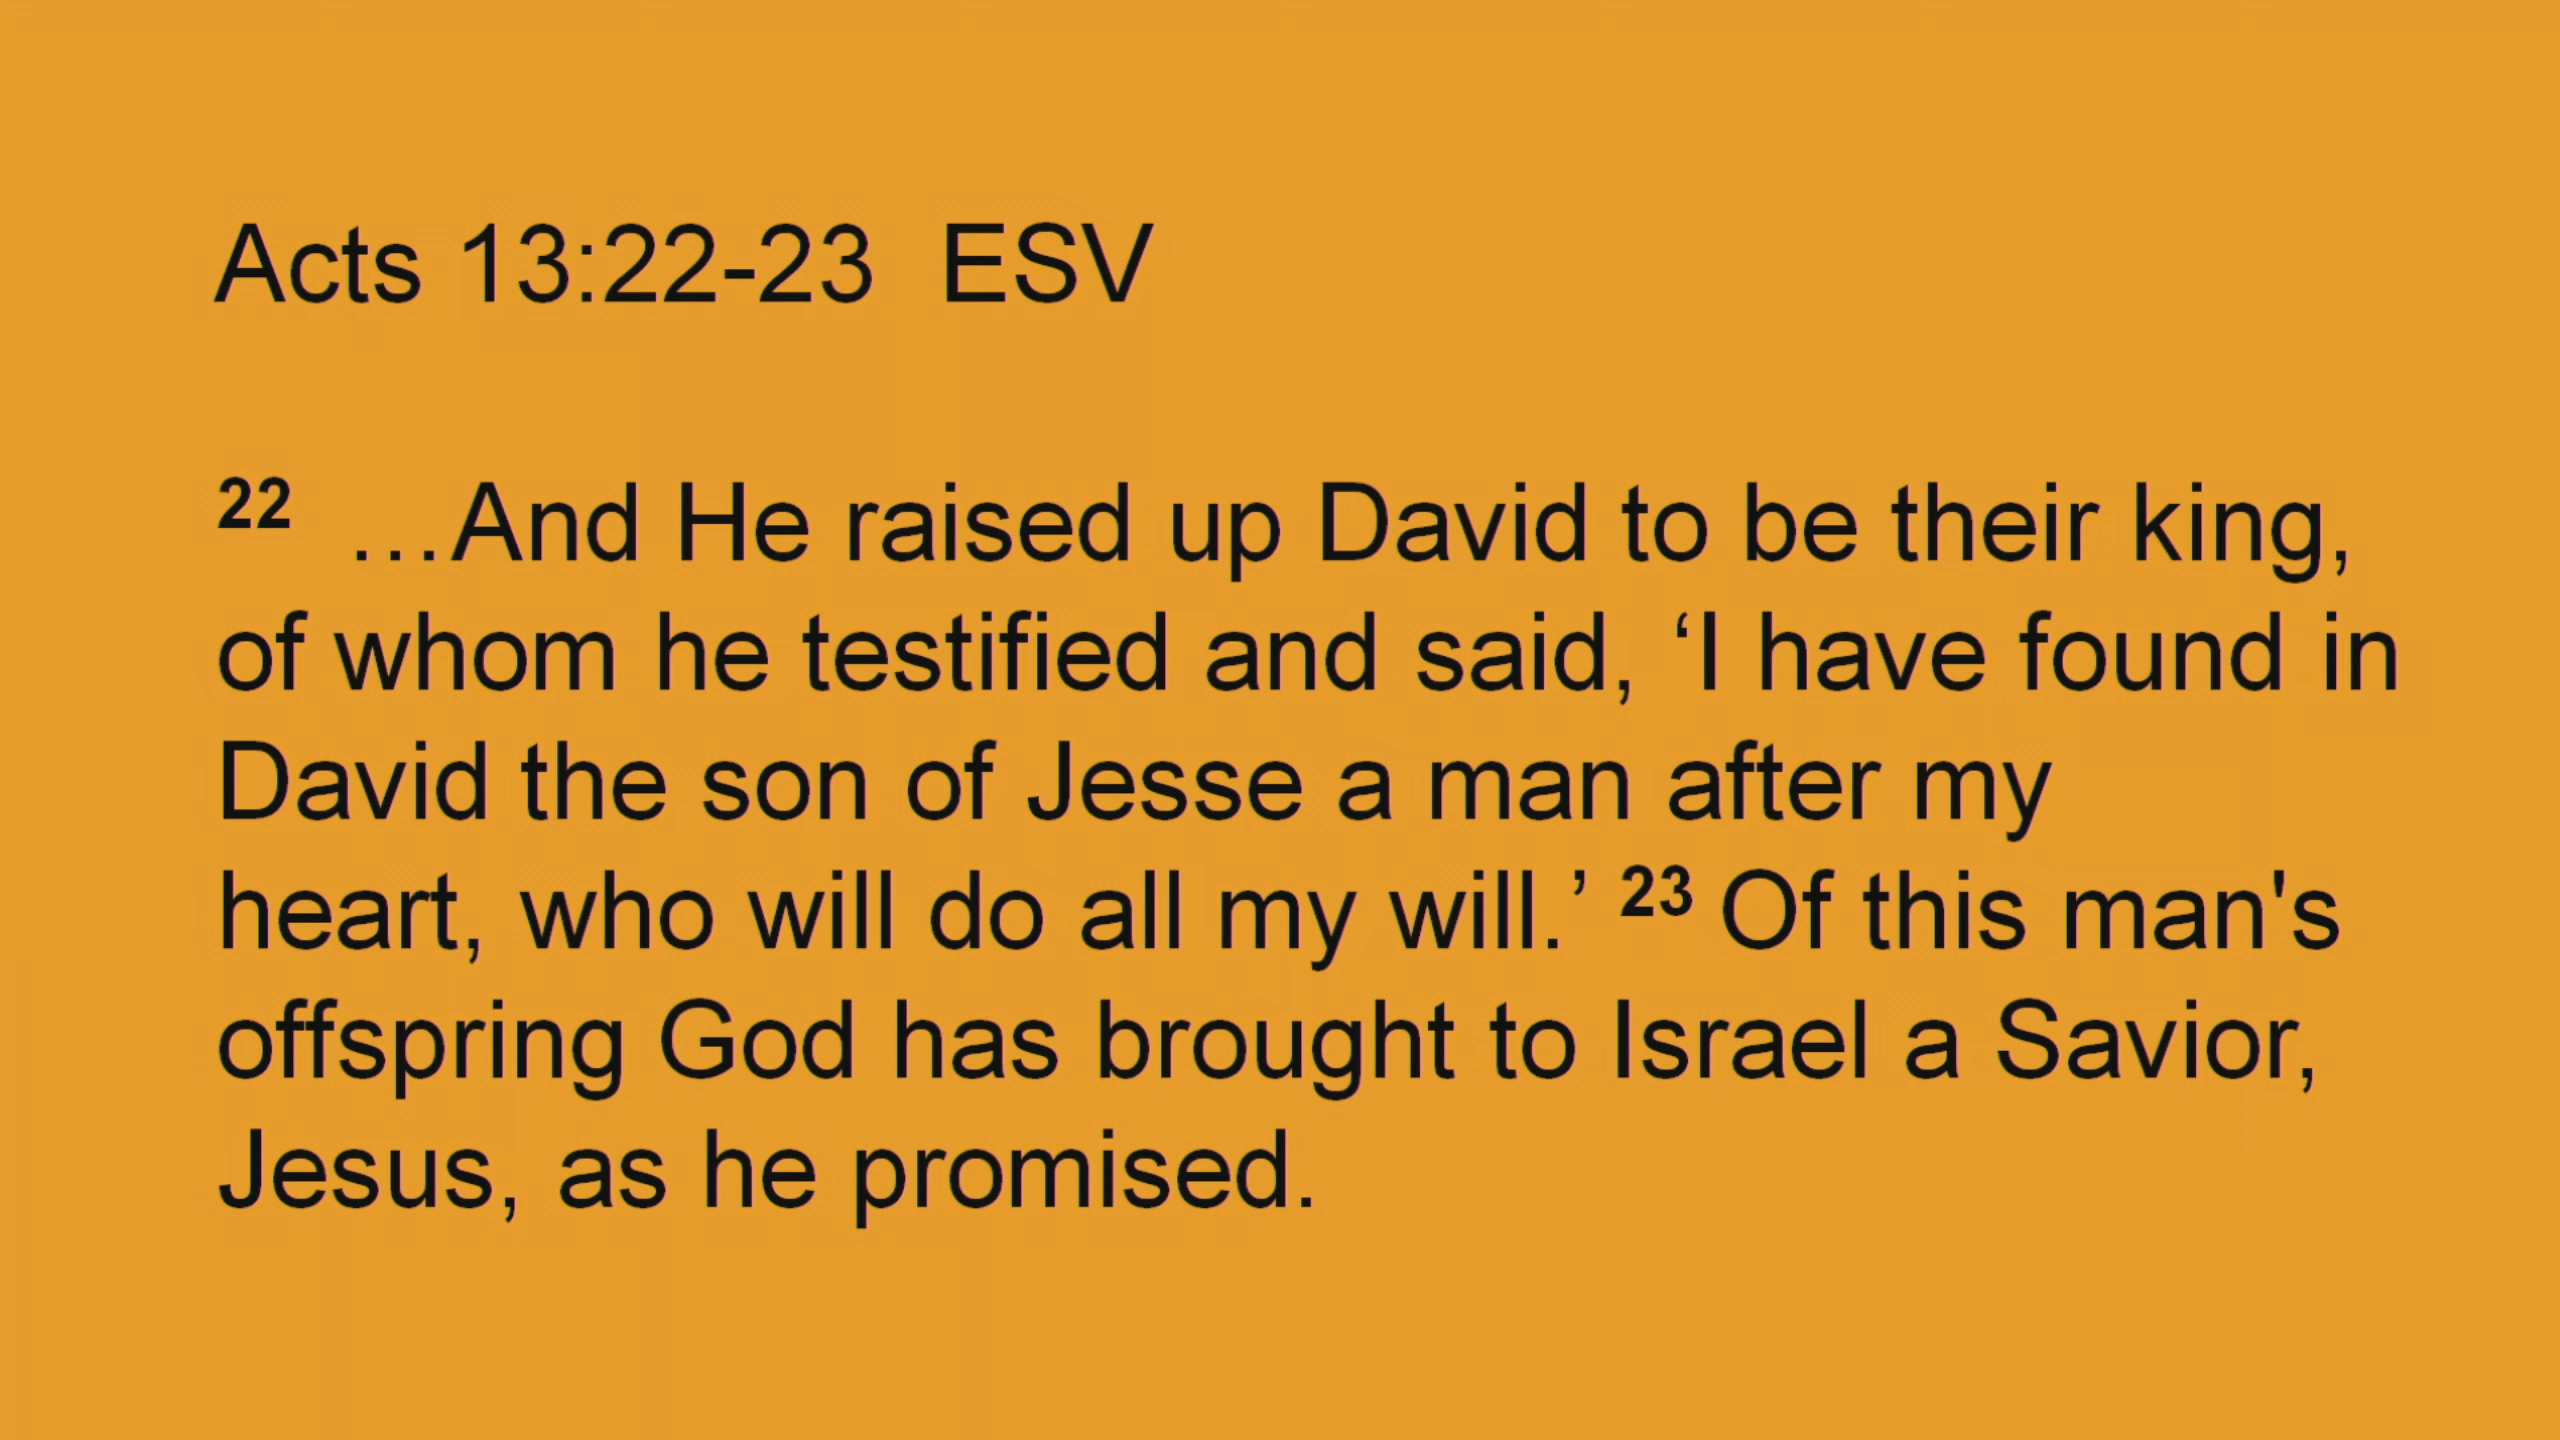 Acts 13:22-23  ESV
22  …And He raised up David to be their king,
of whom he testified and said, ‘I have found in
David the son of Jesse a man after my
heart, who will do all my will.’ 23 Of this man's
offspring God has brought to Israel a Savior,
Jesus, as he promised.